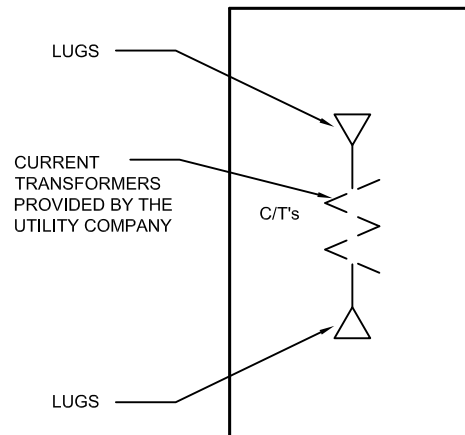 LUGS
CURRENT
TRANSFORMERS
PROVIDED BY THE
UTILITY COMPANY
C/T's
LUGS